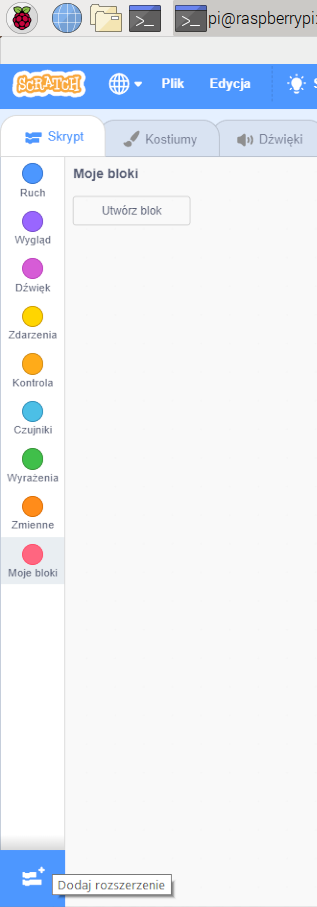 pi@raspberrypi:
SCRATCH
Plik
Edycja
S
Skrypt
Kostiumy
Dźwięki
Ruch
Wygląd
Dźwięk
Zdarzenia
Kontrola
Czujniki
Wyrażenia
Zmienne
Moje bloki
Moje bloki
Utwórz blok
Dodaj rozszerzenie